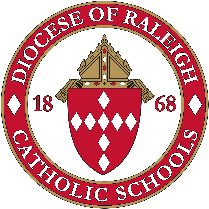 DIOCESE OF RALEIGH
18 68
CATHOLIC SCHOOLS